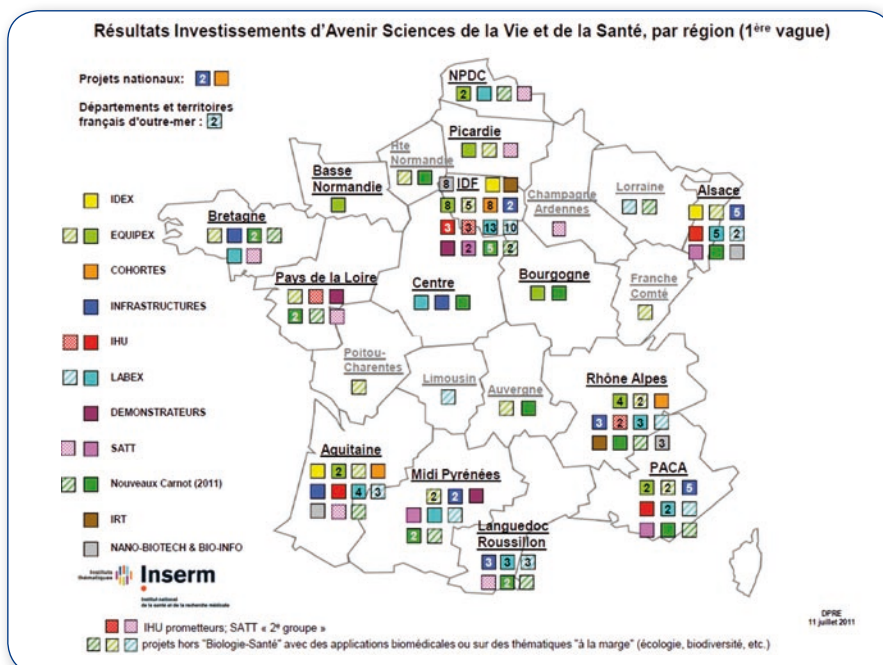 Résultats Investissements d'Avenir Sciences de la Vie et de la Santé, par région (1ère vague)
Projets nationaux: 2
Départements et territoires
français d'outre-mer : 2
NPDC
2
Picardie
Hte
Normandie
Basse
Normandie
8 IDF
8 5 8 2
3 3 13 10
2 5 2
Champagne
Ardennes
Lorraine
Alsace
5
5 2
Bretagne
2
Pays de la Loire
2
Centre
Bourgogne
Franche
Comté
Poitou-
Charentes
Limousin
Auvergne
Rhône Alpes
4 2
3 2 3
3
Aquitaine
2
4 3
Midi Pyrénées
2 2
2
Languedoc
Roussillon
3 3 3
2
PACA
2 2 5
2
IDEX
EQUIPEX
COHORTES
INFRASTRUCTURES
IHU
LABEX
DEMONSTRATEURS
SATT
Nouveaux Carnot (2011)
IRT
NANO-BIOTECH & BIO-INFO
Instituts
thématiques
Inserm
Institut national
de la santé et de la recherche médicale
IHU prometteurs; SATT « 2e groupe »
projets hors "Biologie-Santé" avec des applications biomédicales ou sur des thématiques "à la marge" (écologie, biodiversité, etc.)
DPRE
11 juillet 2011